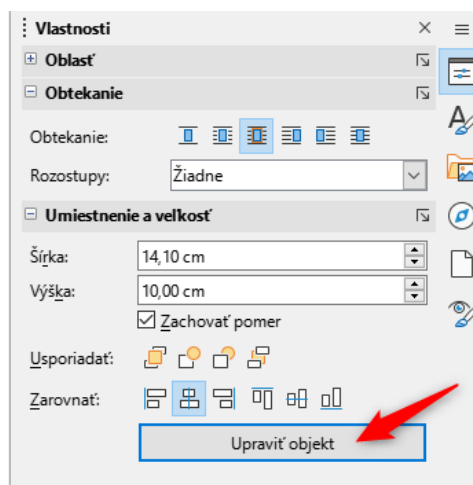 Vlastnosti
Oblasť
Obtekanie
Obtekanie:
Rozostupy: Žiadne
Umiestnenie a veľkosť
Šírka: 14,10 cm
Výška: 10,00 cm
Zachovať pomer
Usporiadať:
Zarovnať:
Upraviť objekt